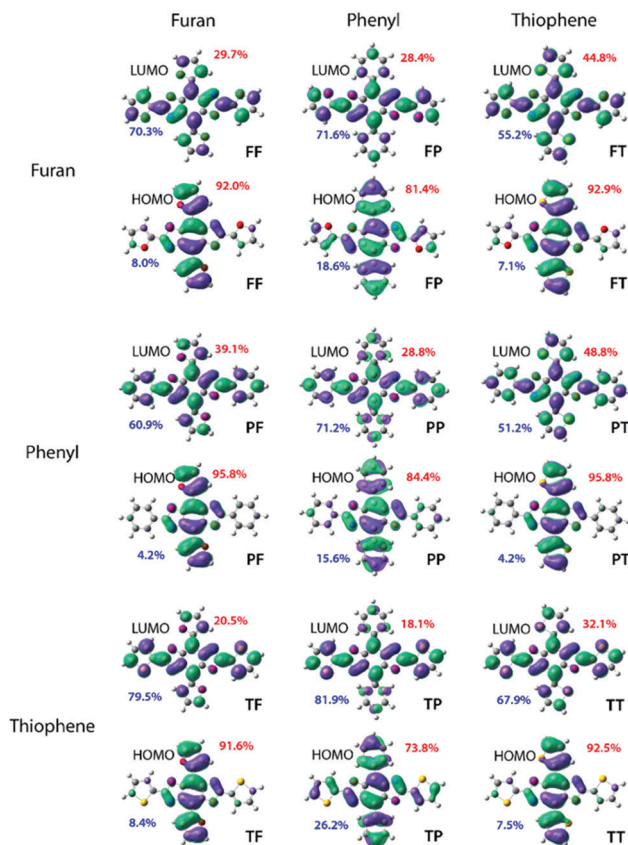 Furan Phenyl Thiophene
29.7% 28.4% 44.8%
LUMO LUMO LUMO
70.3% 71.6% 55.2%
FF FP FT
Furan
HOMO 92.0% HOMO 81.4% HOMO 92.9%
8.0% 18.6% 7.1%
FF FP FT
39.1% 28.8% 48.8%
LUMO LUMO LUMO
60.9% 71.2% 51.2%
PF PP PT
Phenyl
HOMO 95.8% HOMO 84.4% HOMO 95.8%
4.2% 15.6% 4.2%
PF PP PT
20.5% 18.1% 32.1%
LUMO LUMO LUMO
79.5% 81.9% 67.9%
TF TP TT
Thiophene
HOMO 91.6% HOMO 73.8% HOMO 92.5%
8.4% 26.2% 7.5%
TF TP TT